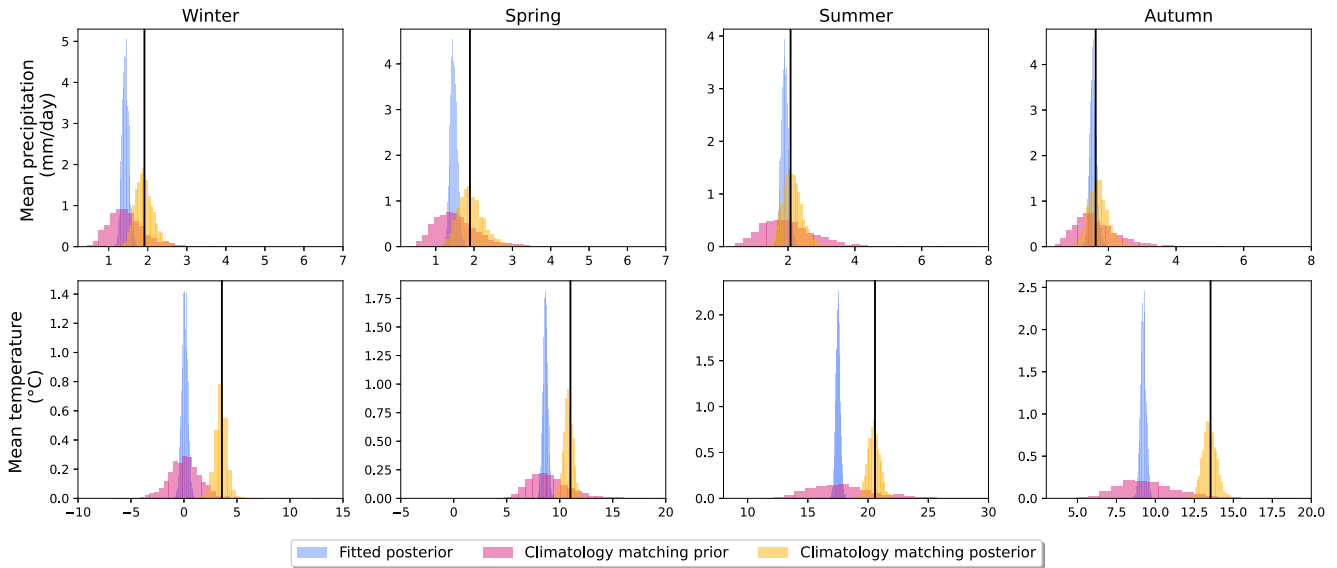 Winter
Spring
Summer
Autumn
Mean precipitation
(mm/day)
5
4
3
2
1
0
1 2 3 4 5 6 7
4
3
2
1
0
1 2 3 4 5 6 7
4
3
2
1
0
2 4 6 8
4
3
2
1
0
2 4 6 8
Mean temperature
(°C)
1.4
1.2
1.0
0.8
0.6
0.4
0.2
0.0
−10 −5 0 5 10 15
1.75
1.50
1.25
1.00
0.75
0.50
0.25
0.00
−5 0 5 10 15 20
2.0
1.5
1.0
0.5
0.0
10 15 20 25 30
2.5
2.0
1.5
1.0
0.5
0.0
5.0 7.5 10.0 12.5 15.0 17.5 20.0
Fitted posterior Climatology matching prior Climatology matching posterior